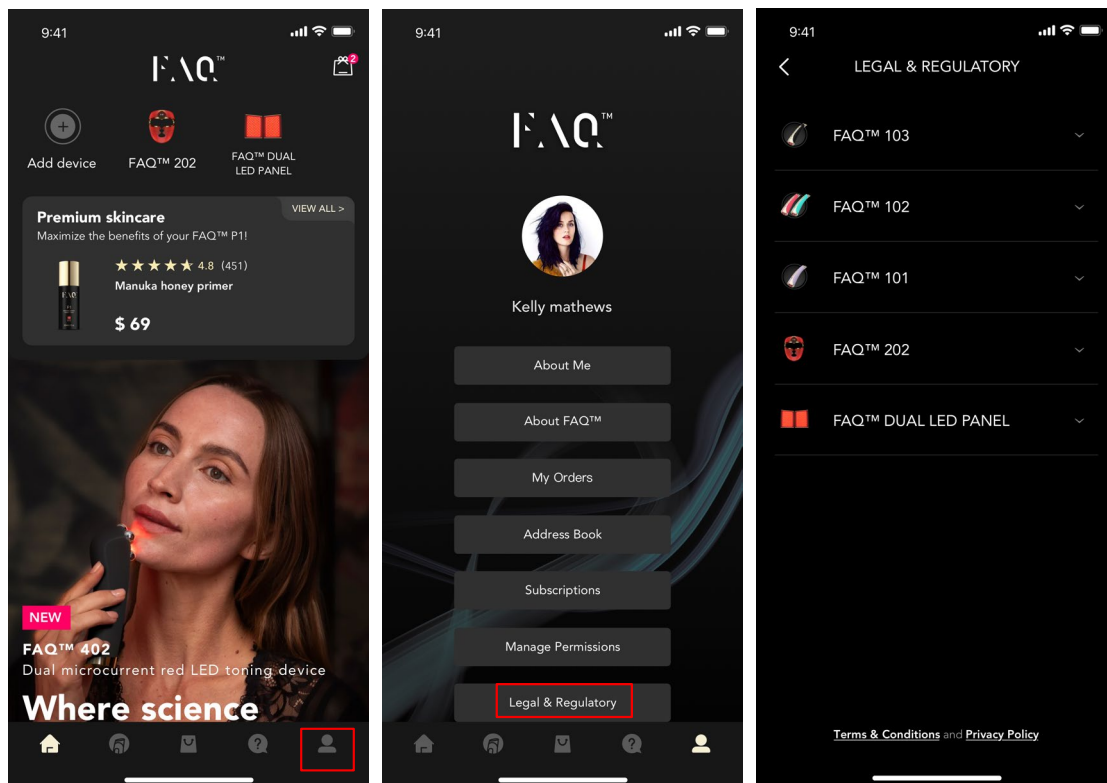 9:41
FAQ™
2
Add device
FAQ™ 202
FAQ™ DUAL
LED PANEL
Premium skincare
VIEW ALL >
Maximize the benefits of your FAQ™ P1!
4.8 (451)
Manuka honey primer
$ 69
NEW
FAQ™ 402
Dual microcurrent red LED toning device
Where science
9:41
FAQ™
Kelly mathews
About Me
About FAQ™
My Orders
Address Book
Subscriptions
Manage Permissions
Legal & Regulatory
9:41
LEGAL & REGULATORY
FAQ™ 103
FAQ™ 102
FAQ™ 101
FAQ™ 202
FAQ™ DUAL LED PANEL
Terms & Conditions and Privacy Policy